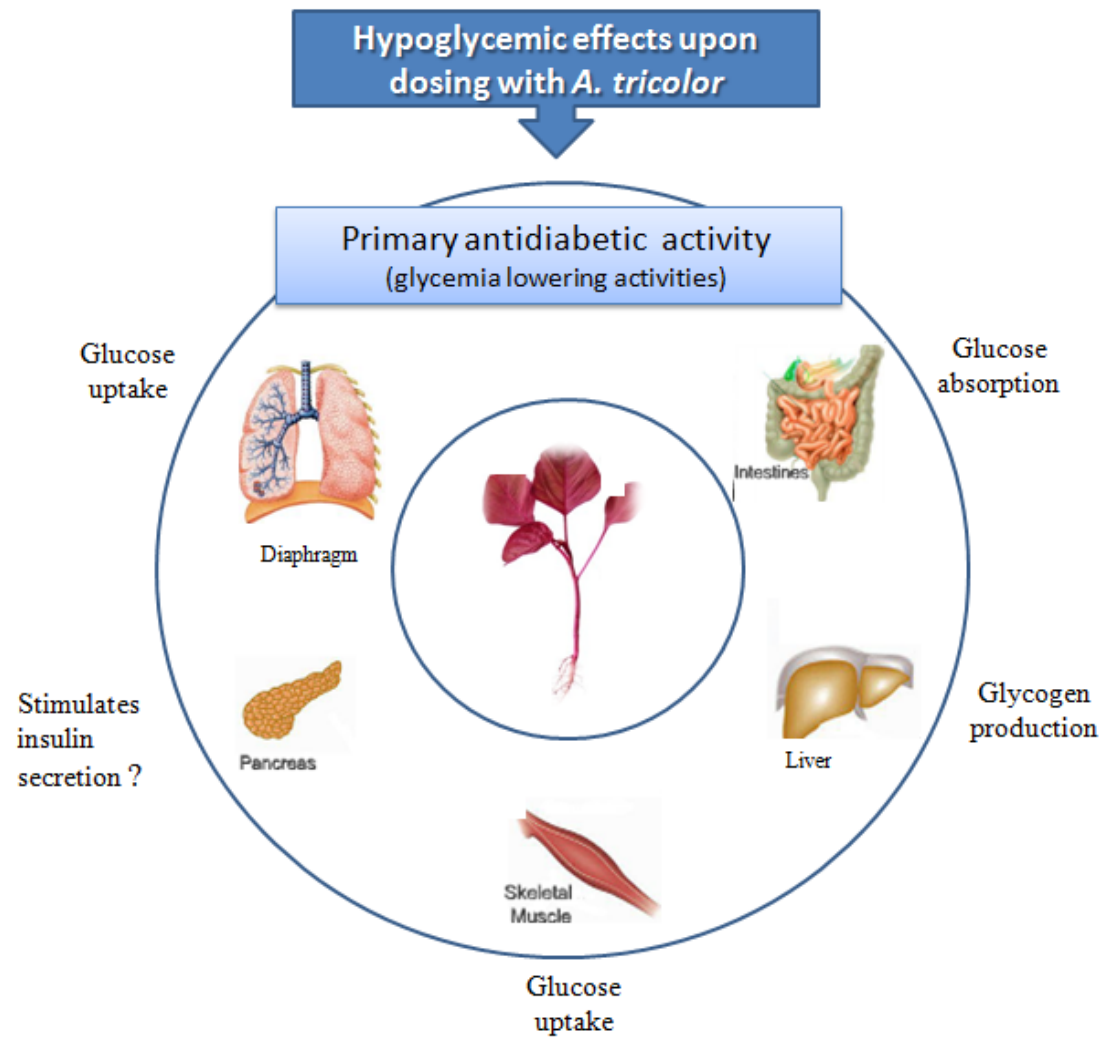 Hypoglycemic effects upon
dosing with A. tricolor
Primary antidiabetic activity
(glycemia lowering activities)
Glucose
uptake
Glucose
absorption
Intestines
Diaphragm
Stimulates
insulin
secretion ?
Pancreas
Liver
Glycogen
production
Skeletal
Muscle
Glucose
uptake